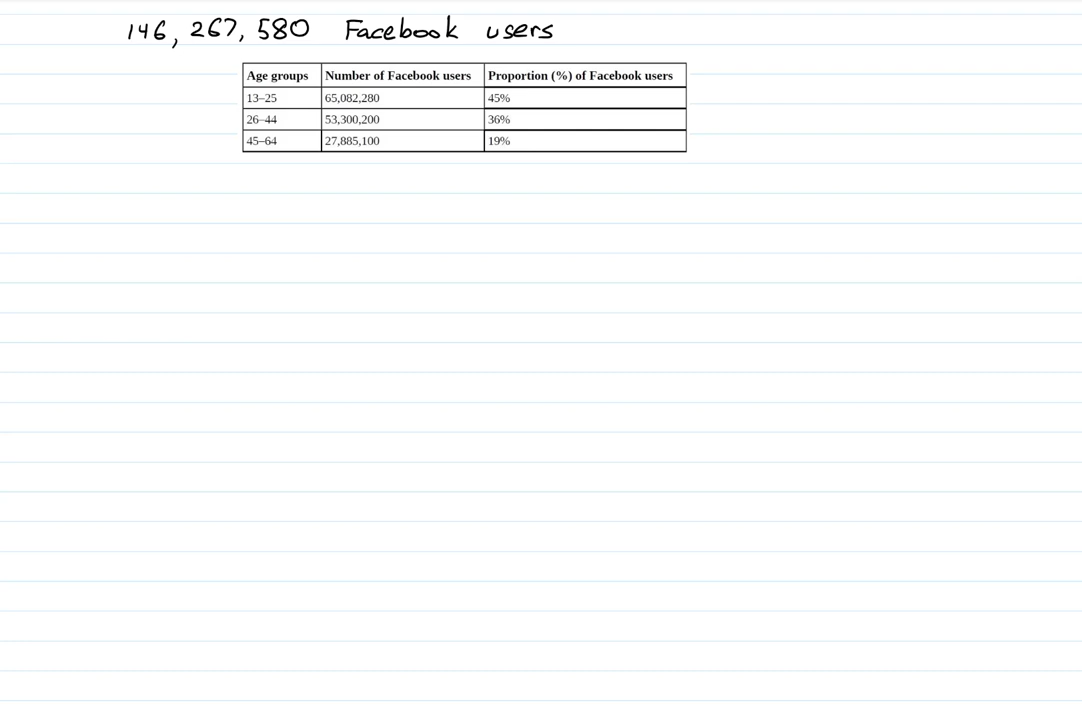 146, 267, 580 Facebook users
Age groups Number of Facebook users Proportion (%) of Facebook users
13–25 65,082,280 45%
26–44 53,300,200 36%
45–64 27,885,100 19%